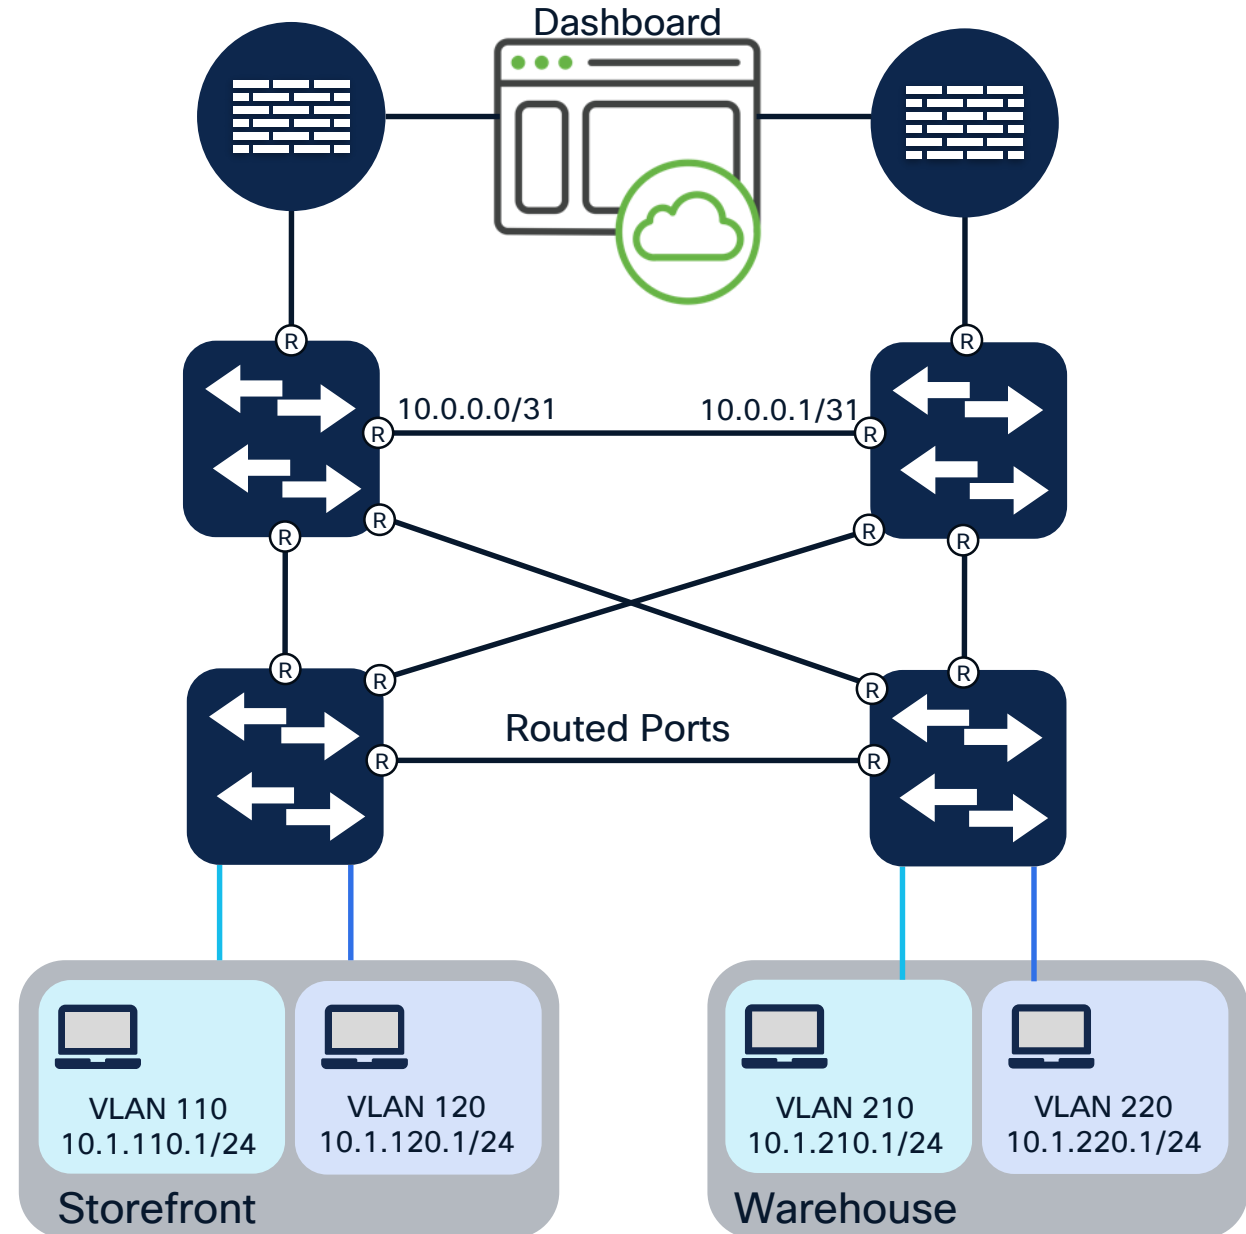 Dashboard
R
R
10.0.0.0/31
10.0.0.1/31
R
R
R
R
R
R
R
R
R
R
Routed Ports
R
R
VLAN 110
10.1.110.1/24
VLAN 120
10.1.120.1/24
VLAN 210
10.1.210.1/24
VLAN 220
10.1.220.1/24
Storefront
Warehouse